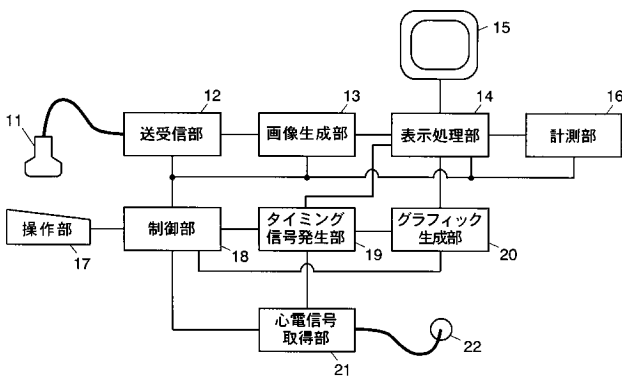 15
12
13
14
16
11
送受信部
画像生成部
表示処理部
計測部
操作部
17
制御部
18
タイミング
信号発生部
19
グラフィック
生成部
20
心電信号
取得部
21
22